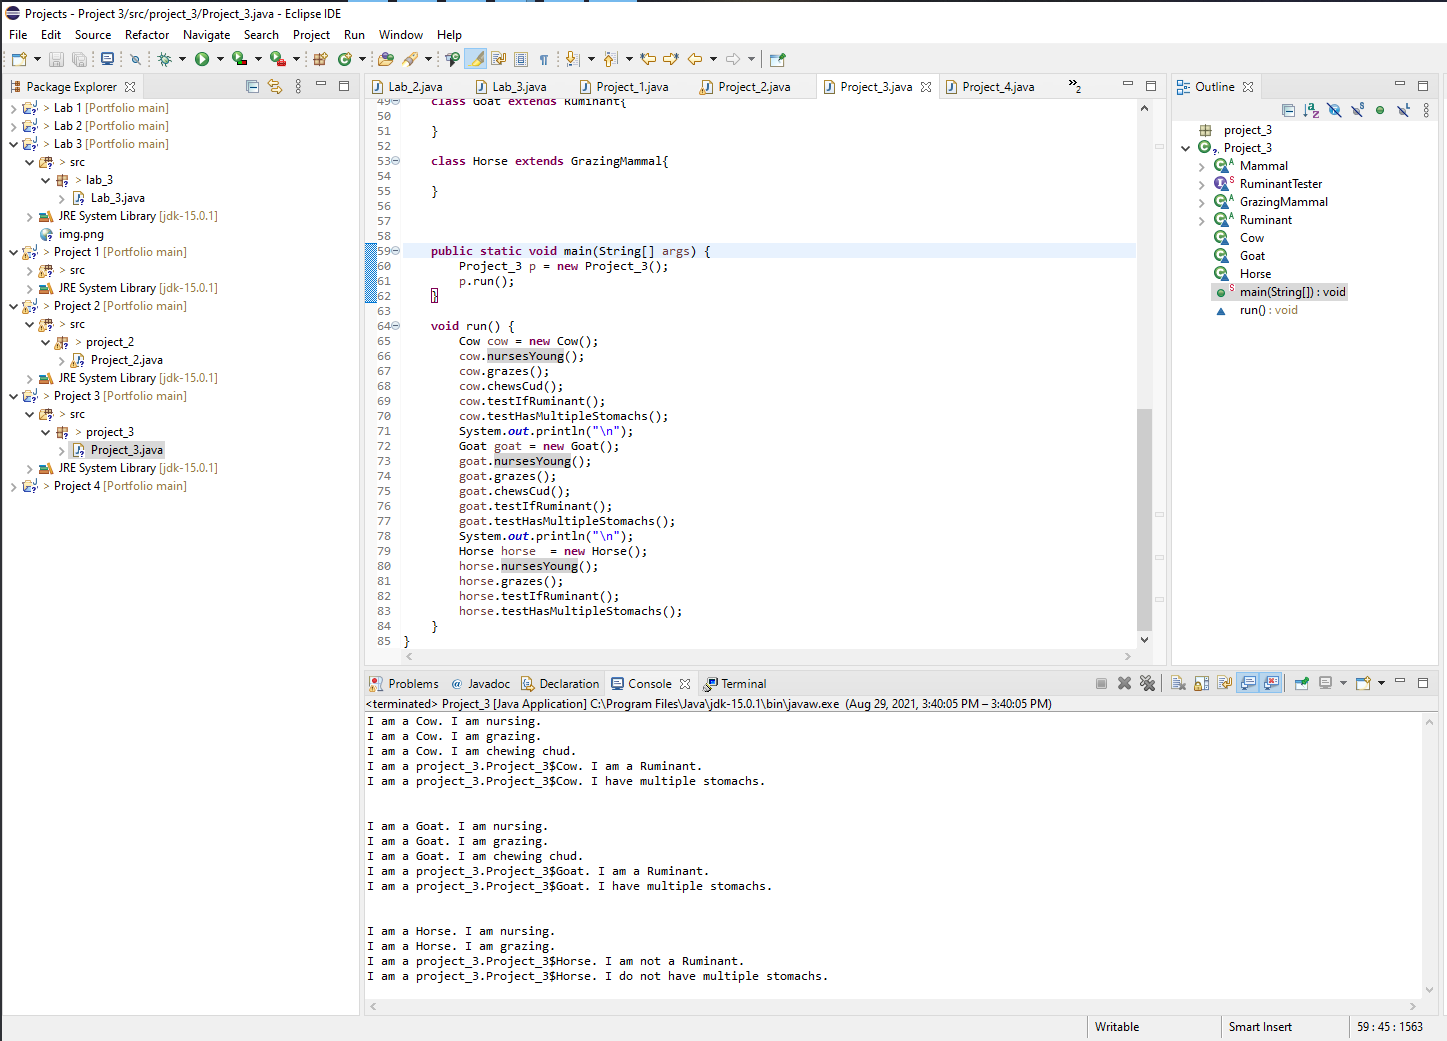 Projects - Project 3/src/project_3/Project_3.java - Eclipse IDE
File Edit Source Refactor Navigate Search Project Run Window Help
Package Explorer
> Lab 1 [Portfolio main]
> Lab 2 [Portfolio main]
> Lab 3 [Portfolio main]
> src
> lab_3
Lab_3.java
JRE System Library [jdk-15.0.1]
img.png
> Project 1 [Portfolio main]
> src
JRE System Library [jdk-15.0.1]
> Project 2 [Portfolio main]
> src
> project_2
Project_2.java
JRE System Library [jdk-15.0.1]
> Project 3 [Portfolio main]
> src
> project_3
Project_3.java
JRE System Library [jdk-15.0.1]
> Project 4 [Portfolio main]
Lab_2.java Lab_3.java Project_1.java Project_2.java Project_3.java Project_4.java »2
49 class Goat extends Ruminant{
50
51 }
52
53 class Horse extends GrazingMammal{
54
55 }
56
57
58
59 public static void main(String[] args) {
60 Project_3 p = new Project_3();
61 p.run();
62 }
63
64 void run() {
65 Cow cow = new Cow();
66 cow.nursesYoung();
67 cow.grazes();
68 cow.chewsCud();
69 cow.testIfRuminant();
70 cow.testHasMultipleStomachs();
71 System.out.println("\n");
72 Goat goat = new Goat();
73 goat.nursesYoung();
74 goat.grazes();
75 goat.chewsCud();
76 goat.testIfRuminant();
77 goat.testHasMultipleStomachs();
78 System.out.println("\n");
79 Horse horse  = new Horse();
80 horse.nursesYoung();
81 horse.grazes();
82 horse.testIfRuminant();
83 horse.testHasMultipleStomachs();
84 }
85 }
Outline
project_3
Project_3
Mammal
RuminantTester
GrazingMammal
Ruminant
Cow
Goat
Horse
main(String[]) : void
run() : void
Problems @ Javadoc Declaration Console Terminal
<terminated> Project_3 [Java Application] C:\Program Files\Java\jdk-15.0.1\bin\javaw.exe (Aug 29, 2021, 3:40:05 PM – 3:40:05 PM)
I am a Cow. I am nursing.
I am a Cow. I am grazing.
I am a Cow. I am chewing chud.
I am a project_3.Project_3$Cow. I am a Ruminant.
I am a project_3.Project_3$Cow. I have multiple stomachs.
I am a Goat. I am nursing.
I am a Goat. I am grazing.
I am a Goat. I am chewing chud.
I am a project_3.Project_3$Goat. I am a Ruminant.
I am a project_3.Project_3$Goat. I have multiple stomachs.
I am a Horse. I am nursing.
I am a Horse. I am grazing.
I am a project_3.Project_3$Horse. I am not a Ruminant.
I am a project_3.Project_3$Horse. I do not have multiple stomachs.
Writable Smart Insert 59 : 45 : 1563